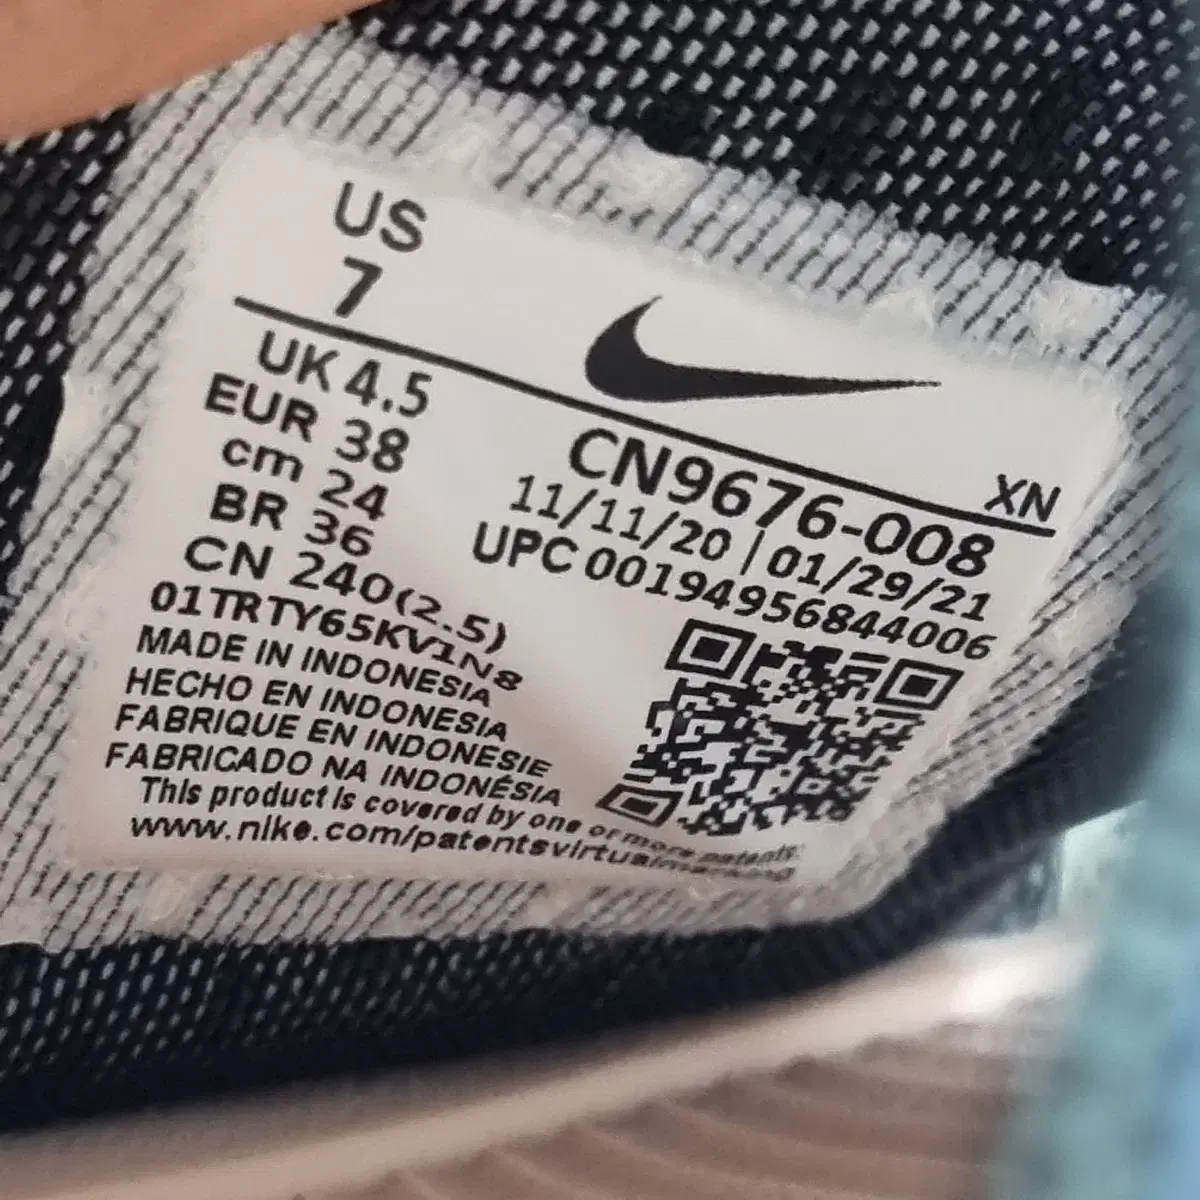 US
7
XN
UK 4.5
EUR 38
cm 24
BR 36
CN 240(2.5)
CN9676-008
11/11/20 | 01/29/21
UPC 00194956844006
01TRTY65KV1N8
MADE IN INDONESIA
HECHO EN INDONESIA
FABRIQUE EN INDONESIE
FABRICADO NA INDONÉSIA
This product is covered by one or more patents:
www.nike.com/patentsvirtualmarking